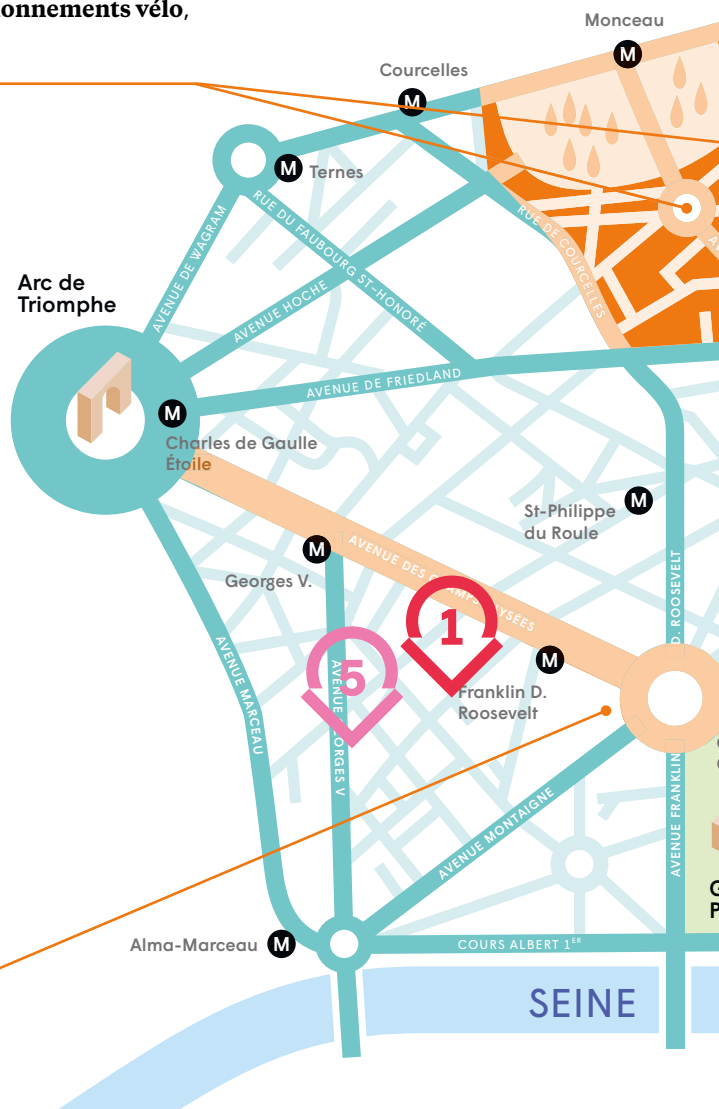 onnements vélo,
Monceau
M
Courcelles
M
M
Ternes
RUE DU FAUBOURG ST-HONORÉ
AVENUE DE WAGRAM
RUE DE COURCELLES
AVENUE HOCHE
Arc de
Triomphe
AVENUE DE FRIEDLAND
M
Charles de Gaulle
Étoile
M
St-Philippe
du Roule
M
Georges V.
AVENUE DES CHAMPS-ÉLYSÉES
D. ROOSEVELT
1
5
M
Franklin D.
Roosevelt
AVENUE MARCEAU
AVENUE GEORGES V
AVENUE MONTAIGNE
AVENUE FRANKLIN
Alma-Marceau
M
COURS ALBERT 1ER
SEINE